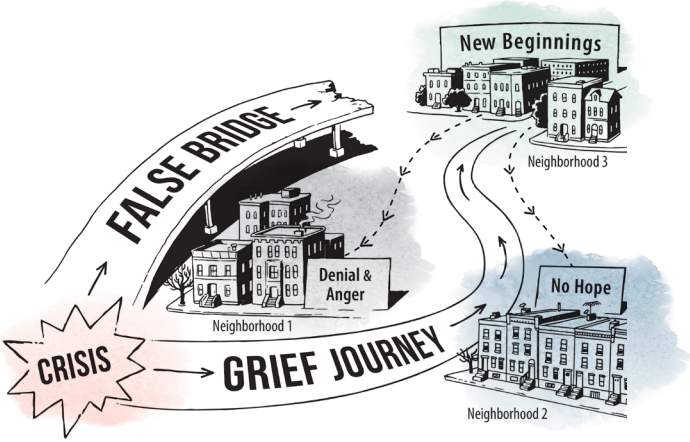 New Beginnings
FALSE BRIDGE
Neighborhood 3
Denial &
Anger
No Hope
Neighborhood 1
CRISIS
GRIEF JOURNEY
Neighborhood 2